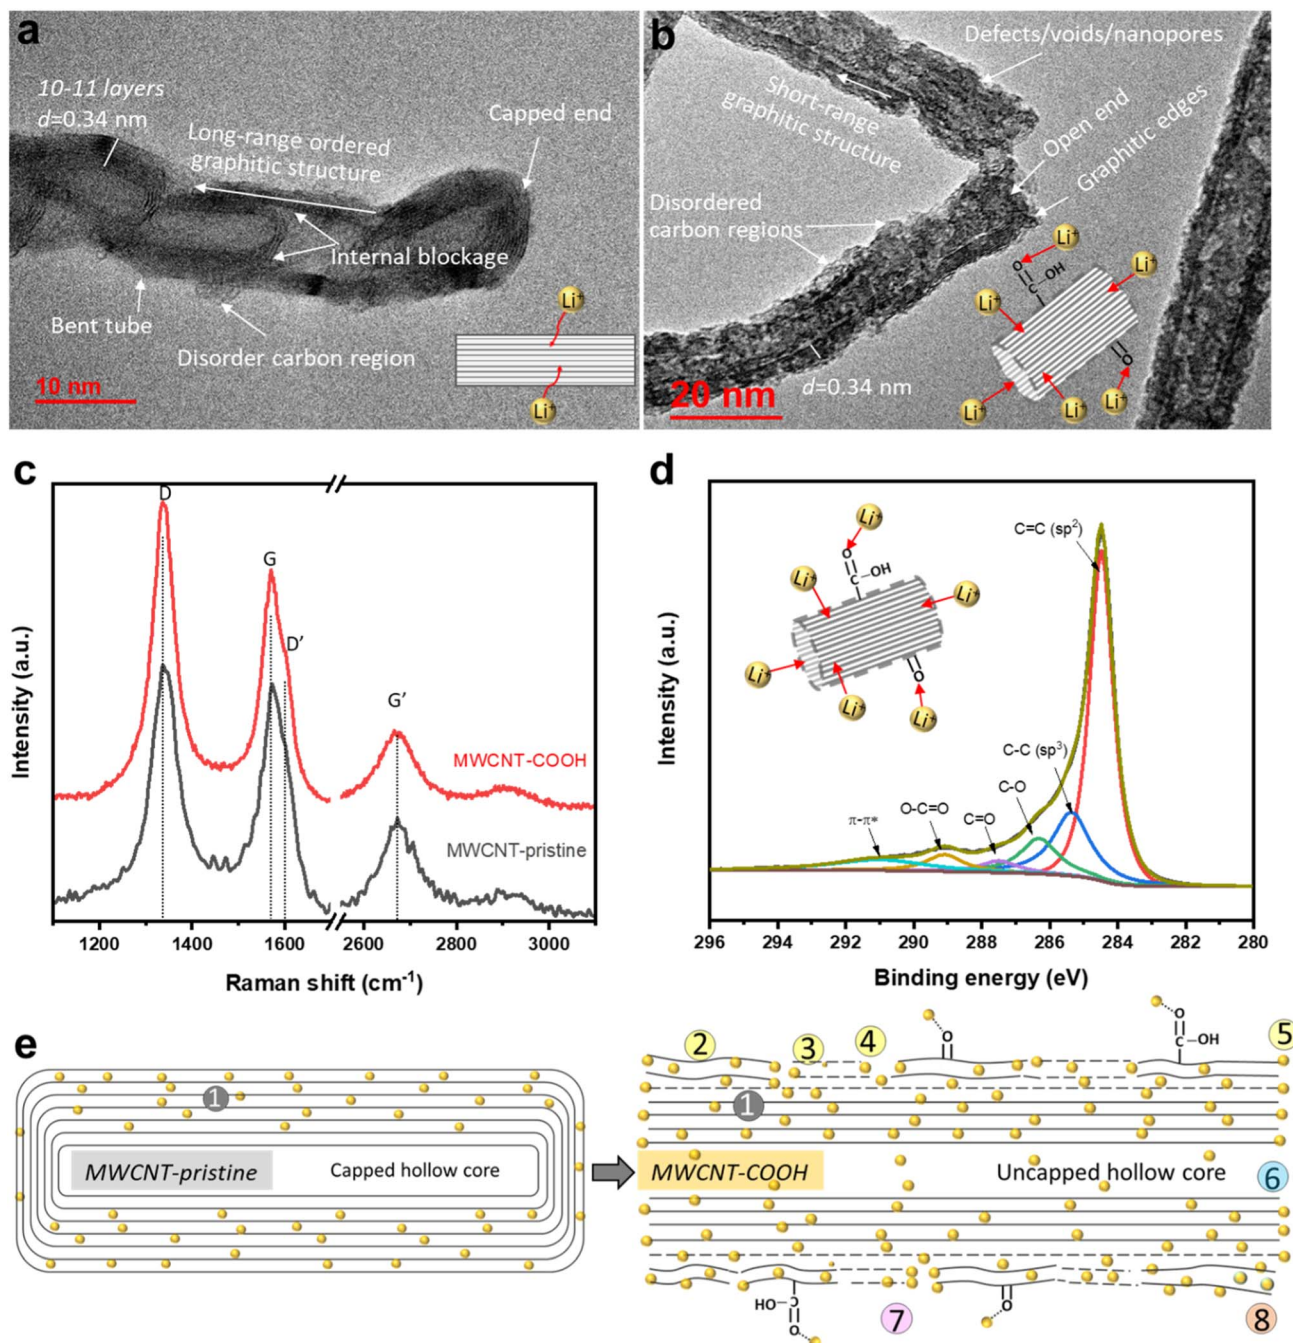 a
10-11 layers
d=0.34 nm
Long-range ordered
graphitic structure
Capped end
Internal blockage
Bent tube
Disorder carbon region
10 nm
Li⁺
Li⁺
b
Defects/voids/nanopores
Short-range
graphitic structure
Open end
Graphitic edges
Disordered
carbon regions
Li⁺
O
C
OH
Li⁺
Li⁺
O
d=0.34 nm
20 nm
Li⁺
Li⁺
Li⁺
c
D
G
D′
G′
MWCNT-COOH
MWCNT-pristine
Intensity (a.u.)
1200
1400
1600
2600
2800
3000
Raman shift (cm⁻¹)
d
Li⁺
O
C
OH
Li⁺
Li⁺
O
Li⁺
Li⁺
Li⁺
C=C (sp²)
C-C (sp³)
C-O
C=O
O-C=O
π-π*
Intensity (a.u.)
296
294
292
290
288
286
284
282
280
Binding energy (eV)
e
1
MWCNT-pristine
Capped hollow core
2
3
4
O
O
C
OH
5
1
MWCNT-COOH
Uncapped hollow core
6
HO
C
O
7
O
8